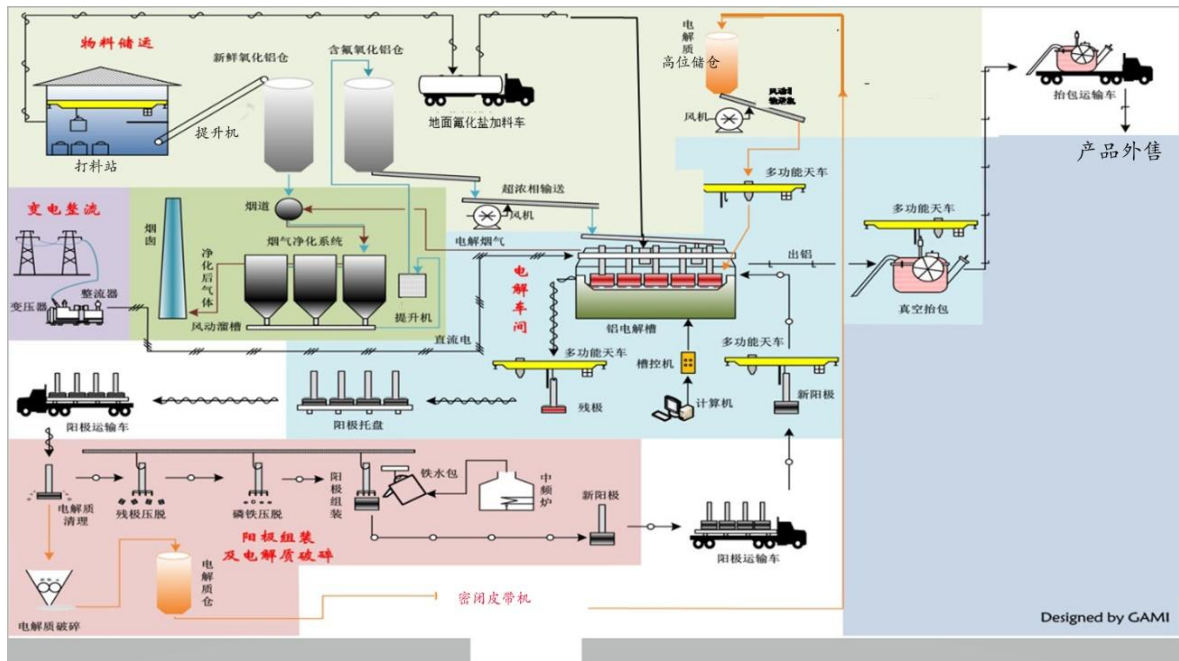 物料储运
新鲜氧化铝仓
含氟氧化铝仓
提升机
打料站
地面氟化盐加料车
电解质
高位储仓
风机
抬包运输车
产品外售
多功能天车
超浓相输送
风机
多功能天车
变电整流
烟囱
烟道
烟气净化系统
净化后气体
电解烟气
出铝
真空抬包
整流器
变压器
风动溜槽
提升机
直流电
电解车间
铝电解槽
多功能天车
槽控机
多功能天车
新阳极
计算机
残极
阳极托盘
阳极运输车
电解质
清理
残极压脱
磷铁压脱
阳极组装
铁水包
中频炉
新阳极
阳极运输车
阳极组装
及电解质破碎
电解质仓
电解质破碎
密闭皮带机
Designed by GAMI